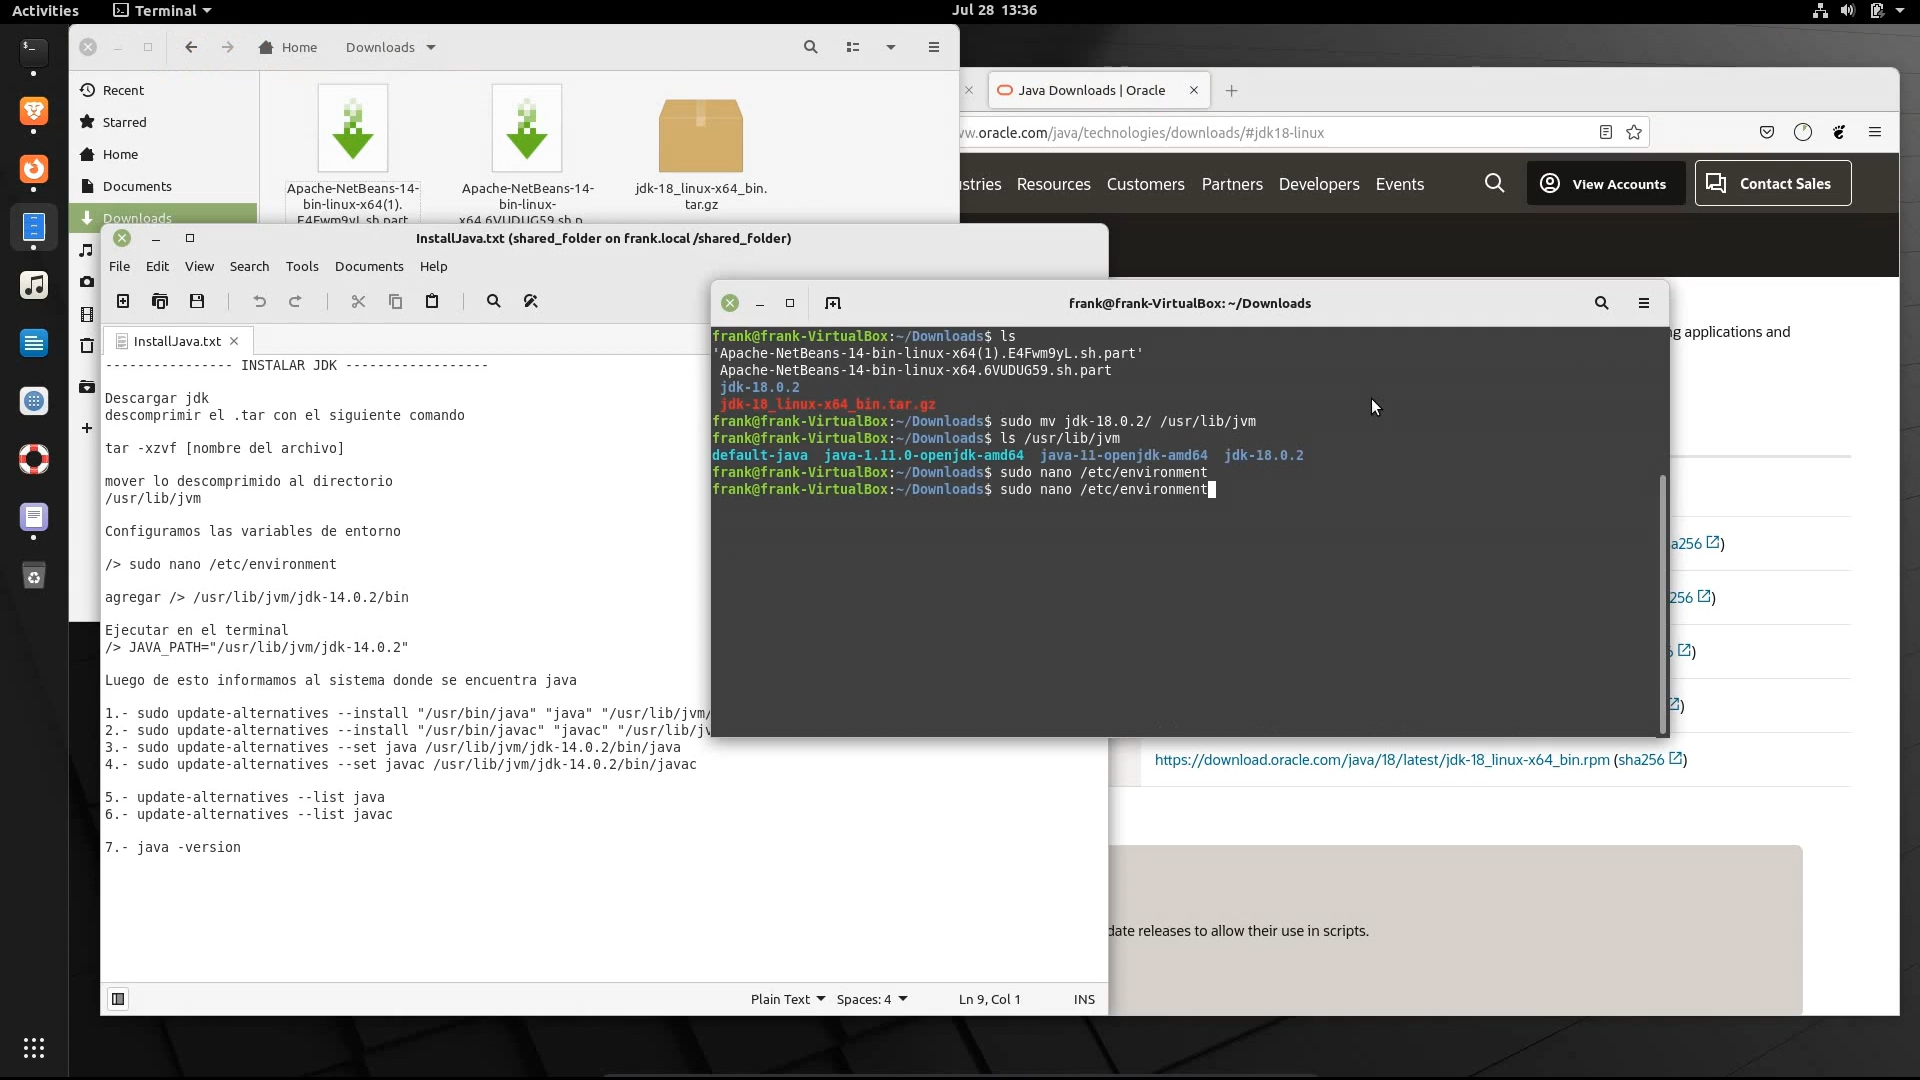 Activities
Terminal
Jul 28 13:36
Home
Downloads
Recent
Starred
Home
Documents
Downloads
Apache-NetBeans-14-
bin-linux-x64(1).
E4Fwm9yL.sh.part
Apache-NetBeans-14-
bin-linux-
x64.6VUDUG59.sh.p
jdk-18_linux-x64_bin.
tar.gz
Java Downloads | Oracle
oracle.com/java/technologies/downloads/#jdk18-linux
Resources
Customers
Partners
Developers
Events
View Accounts
Contact Sales
applications and
InstallJava.txt (shared_folder on frank.local /shared_folder)
File Edit View Search Tools Documents Help
InstallJava.txt
---------------- INSTALAR JDK -----------------
Descargar jdk
descomprimir el .tar con el siguiente comando
tar -xzvf [nombre del archivo]
mover lo descomprimido al directorio
/usr/lib/jvm
Configuramos las variables de entorno
/> sudo nano /etc/environment
agregar /> /usr/lib/jvm/jdk-14.0.2/bin
Ejecutar en el terminal
/> JAVA_PATH="/usr/lib/jvm/jdk-14.0.2"
Luego de esto informamos al sistema donde se encuentra java
1.- sudo update-alternatives --install "/usr/bin/java" "java" "/usr/lib/jvm/
2.- sudo update-alternatives --install "/usr/bin/javac" "javac" "/usr/lib/jv
3.- sudo update-alternatives --set java /usr/lib/jvm/jdk-14.0.2/bin/java
4.- sudo update-alternatives --set javac /usr/lib/jvm/jdk-14.0.2/bin/javac
5.- update-alternatives --list java
6.- update-alternatives --list javac
7.- java -version
Plain Text
Spaces: 4
Ln 9, Col 1
INS
frank@frank-VirtualBox: ~/Downloads
frank@frank-VirtualBox:~/Downloads$ ls
'Apache-NetBeans-14-bin-linux-x64(1).E4Fwm9yL.sh.part'
Apache-NetBeans-14-bin-linux-x64.6VUDUG59.sh.part
jdk-18.0.2
jdk-18_linux-x64_bin.tar.gz
frank@frank-VirtualBox:~/Downloads$ sudo mv jdk-18.0.2/ /usr/lib/jvm
frank@frank-VirtualBox:~/Downloads$ ls /usr/lib/jvm
default-java java-1.11.0-openjdk-amd64 java-11-openjdk-amd64 jdk-18.0.2
frank@frank-VirtualBox:~/Downloads$ sudo nano /etc/environment
frank@frank-VirtualBox:~/Downloads$ sudo nano /etc/environment
a256)
256)
https://download.oracle.com/java/18/latest/jdk-18_linux-x64_bin.rpm (sha256)
date releases to allow their use in scripts.